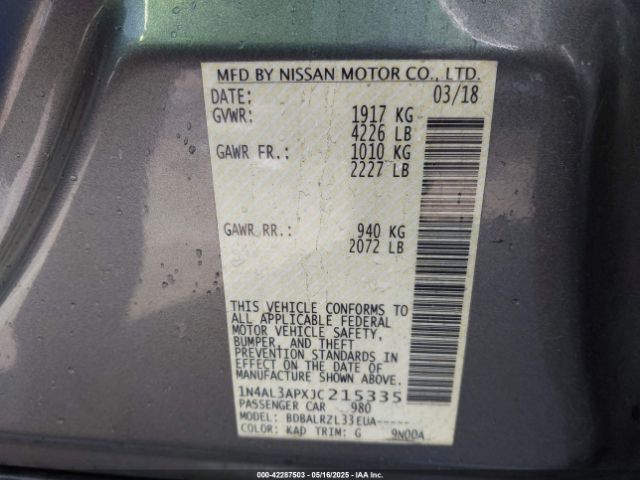 MFD BY NISSAN MOTOR CO., LTD.
DATE: 03/18
GVWR: 1917 KG
4226 LB
GAWR FR.: 1010 KG
2227 LB
GAWR RR.: 940 KG
2072 LB
THIS VEHICLE CONFORMS TO
ALL APPLICABLE FEDERAL
MOTOR VEHICLE SAFETY,
BUMPER, AND THEFT
PREVENTION STANDARDS IN
EFFECT ON THE DATE OF
MANUFACTURE SHOWN ABOVE.
1N4AL3APXJC215335
PASSENGER CAR 980
MODEL: BDBALRZL33EUA-----
COLOR: KAD TRIM: G 9N00A
000-42287503 - 05/16/2025 - IAAI.COM